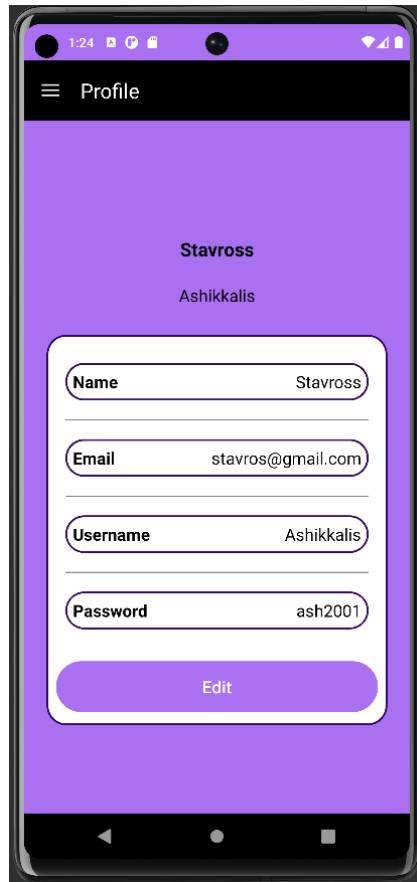 1:24
Profile
Stavross
Ashikkalis
Name Stavross
Email stavros@gmail.com
Username Ashikkalis
Password ash2001
Edit